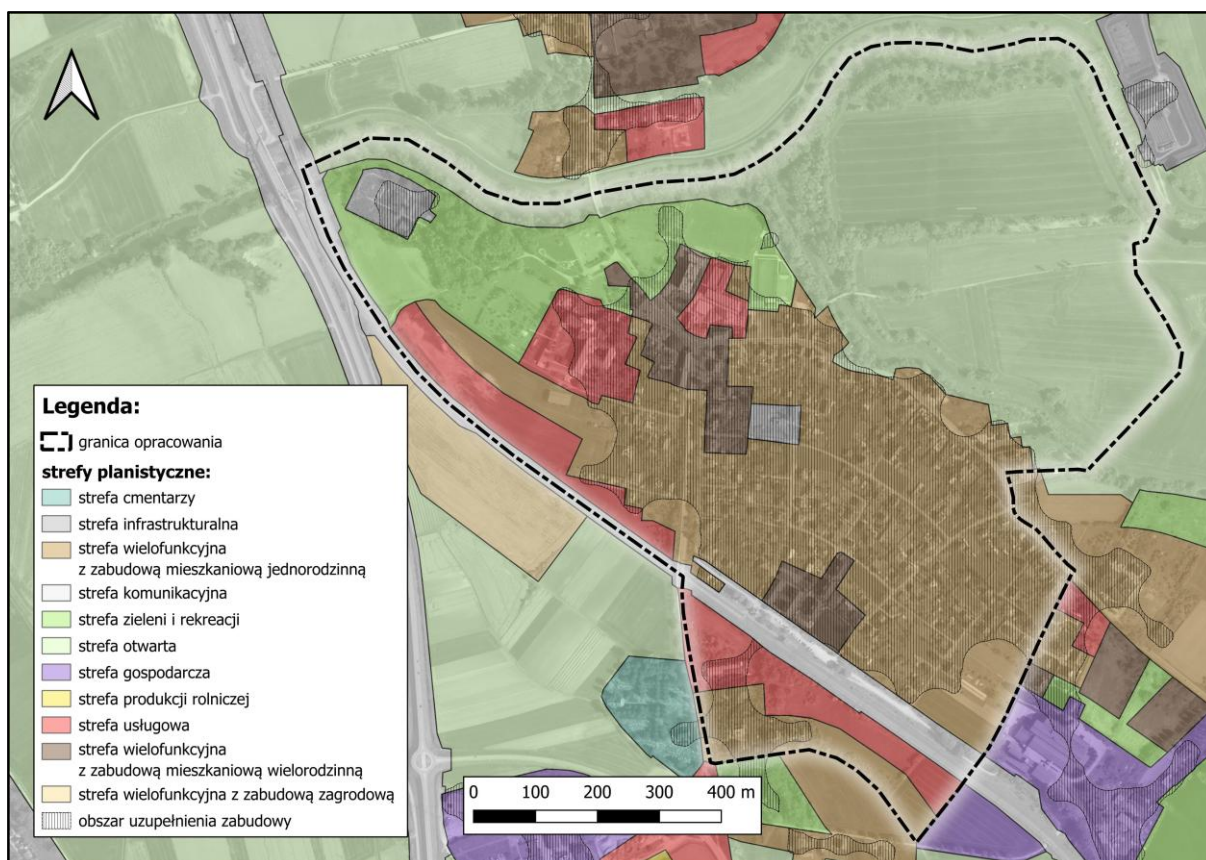 Legenda:
granica opracowania
strefy planistyczne:
strefa cmentarzy
strefa infrastrukturalna
strefa wielofunkcyjna
z zabudową mieszkaniową jednorodzinną
strefa komunikacyjna
strefa zieleni i rekreacji
strefa otwarta
strefa gospodarcza
strefa produkcji rolniczej
strefa usługowa
strefa wielofunkcyjna
z zabudową mieszkaniową wielorodzinną
strefa wielofunkcyjna z zabudową zagrodową
obszar uzupełnienia zabudowy
0 100 200 300 400 m